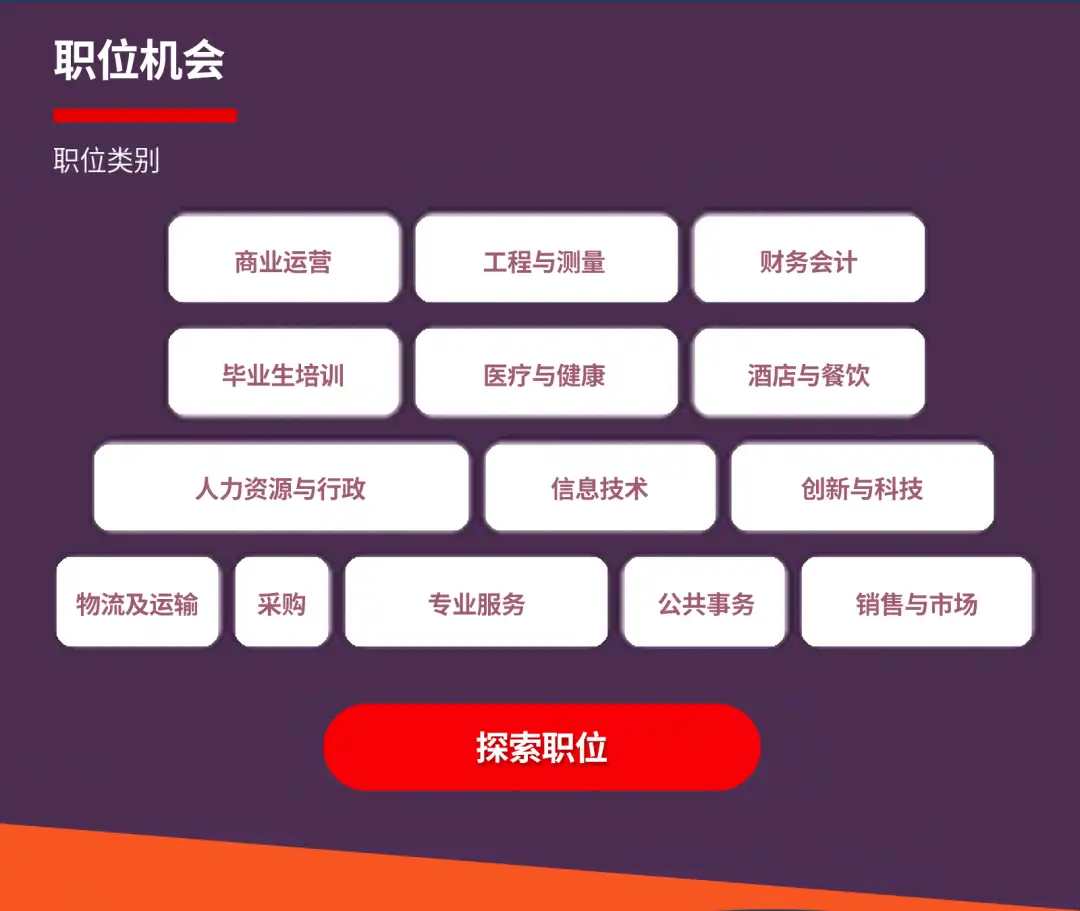 职位机会
职位类别
商业运营 工程与测量 财务会计
毕业生培训 医疗与健康 酒店与餐饮
人力资源与行政 信息技术 创新与科技
物流及运输 采购 专业服务 公共事务 销售与市场
探索职位